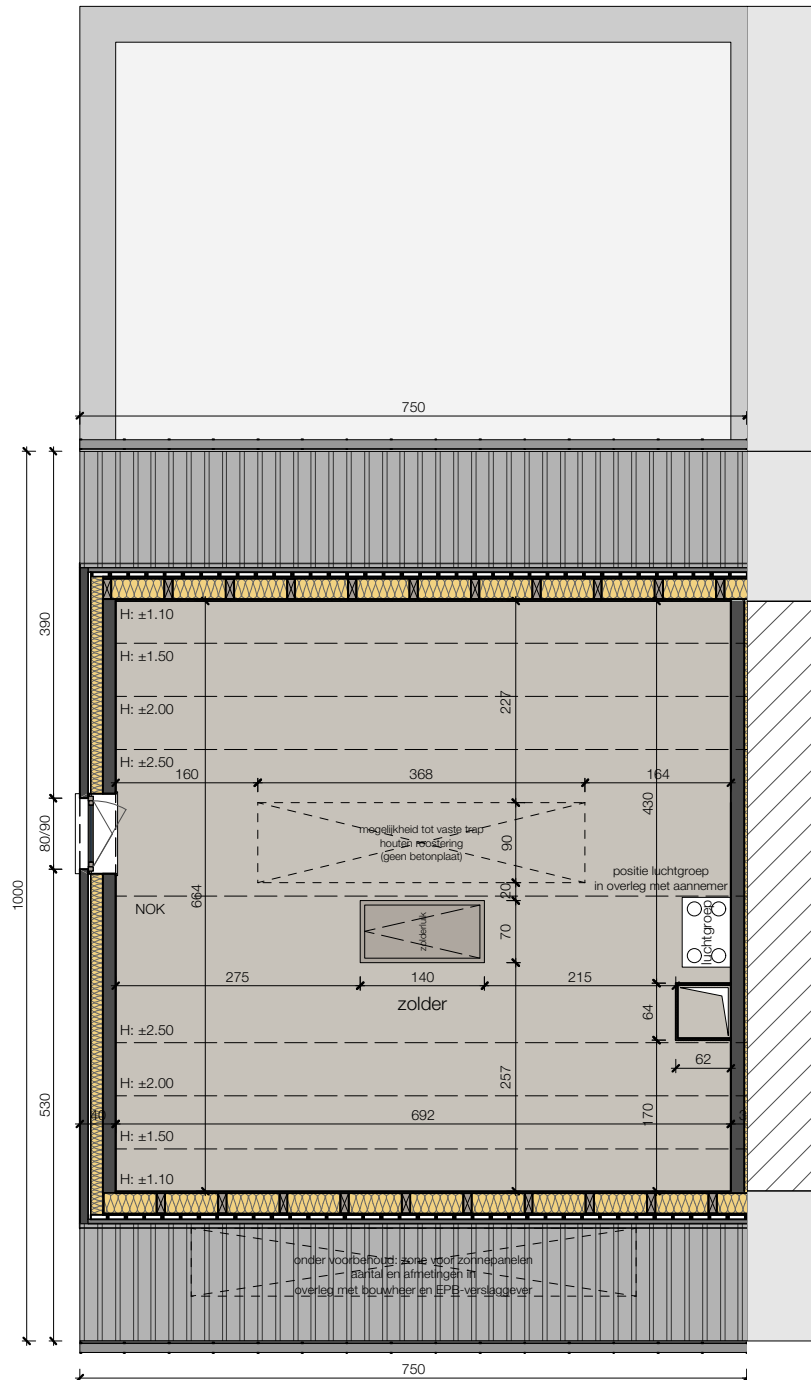 750
1000
390
80/90
530
H: ±1.10
H: ±1.50
H: ±2.00
H: ±2.50
227
160
368
164
430
mogelijkheid tot vaste trap
houten roostering
(geen betonplaat)
90
positie luchtgroep
in overleg met aannemer
664
20
NOK
zolderluik
70
luchtgroep
275
140
215
zolder
64
H: ±2.50
62
257
H: ±2.00
170
40
692
H: ±1.50
H: ±1.10
onder voorbehoud: zone voor zonnepanelen
aantal en afmetingen in
overleg met bouwheer en EPB-verslaggever
750